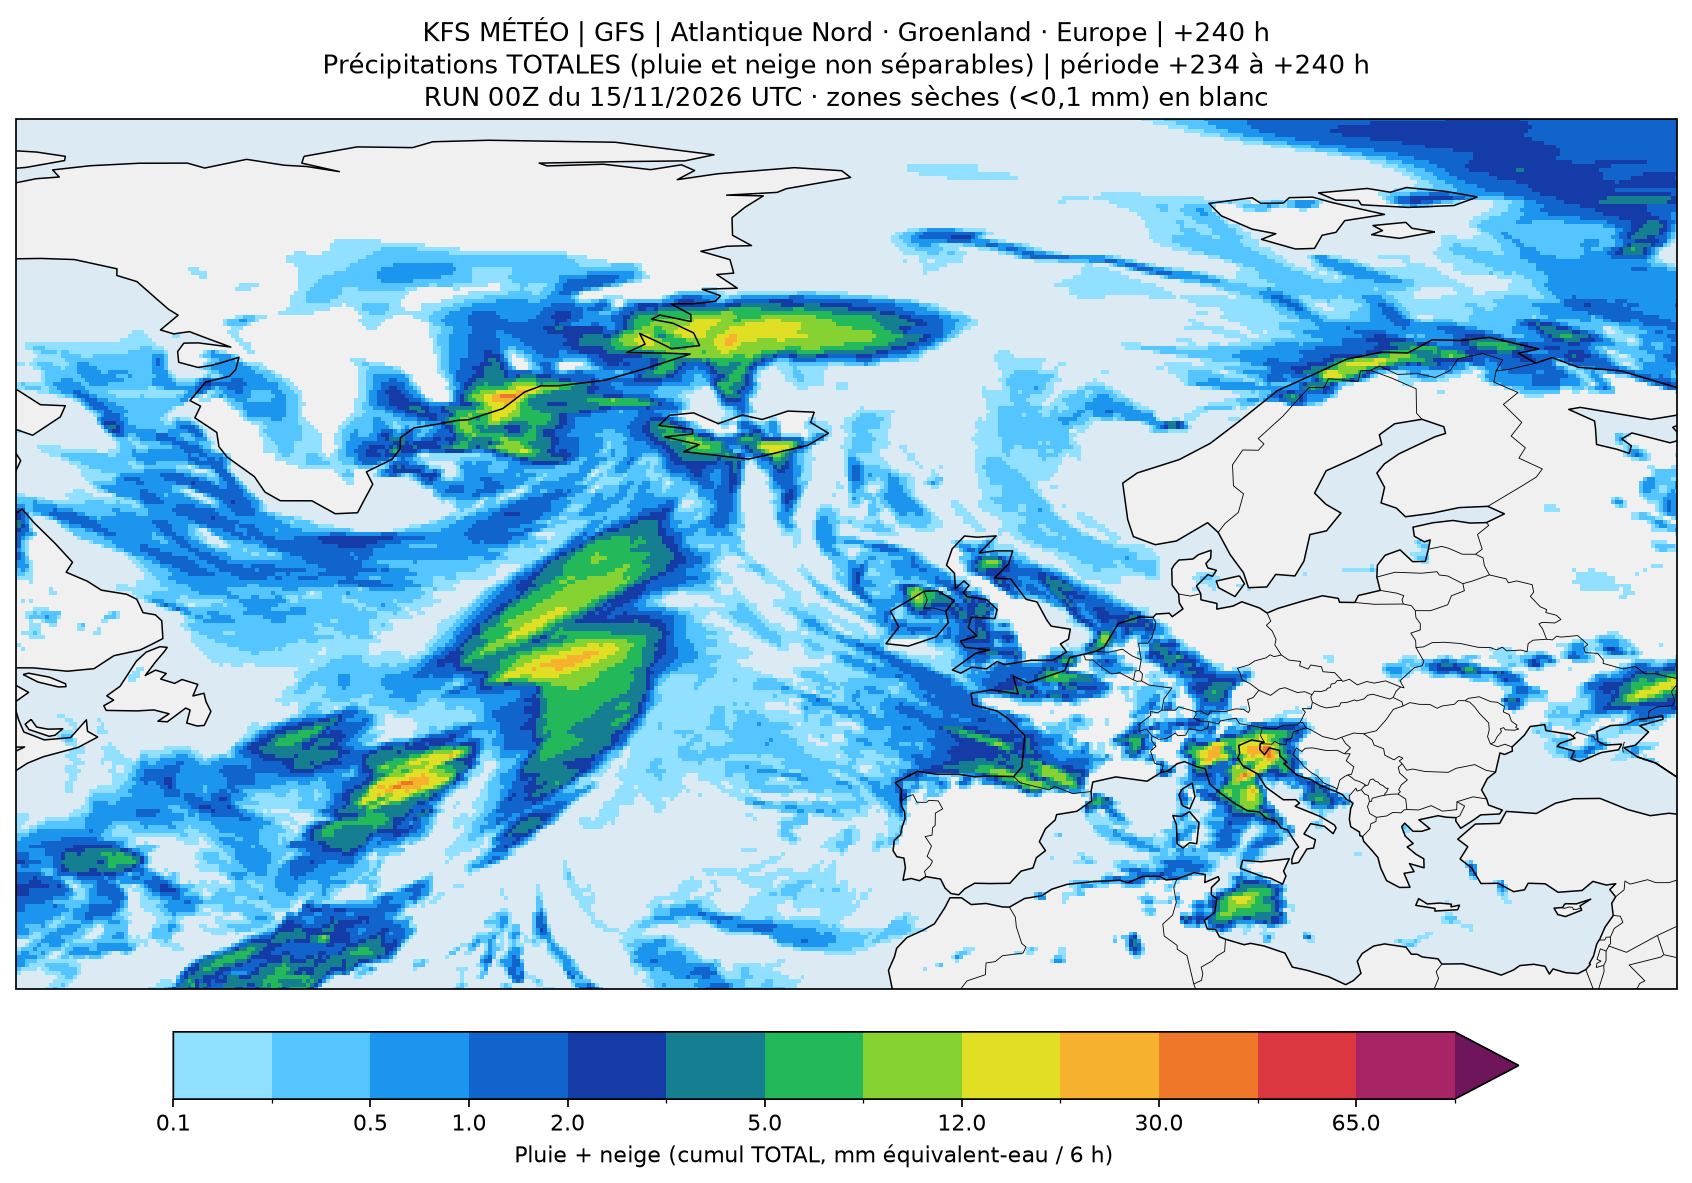 KFS MÉTÉO | GFS | Atlantique Nord · Groenland · Europe | +240 h
Précipitations TOTALES (pluie et neige non séparables) | période +234 à +240 h
RUN 00Z du 15/11/2026 UTC · zones sèches (<0,1 mm) en blanc
0.1 0.5 1.0 2.0 5.0 12.0 30.0 65.0
Pluie + neige (cumul TOTAL, mm équivalent-eau / 6 h)